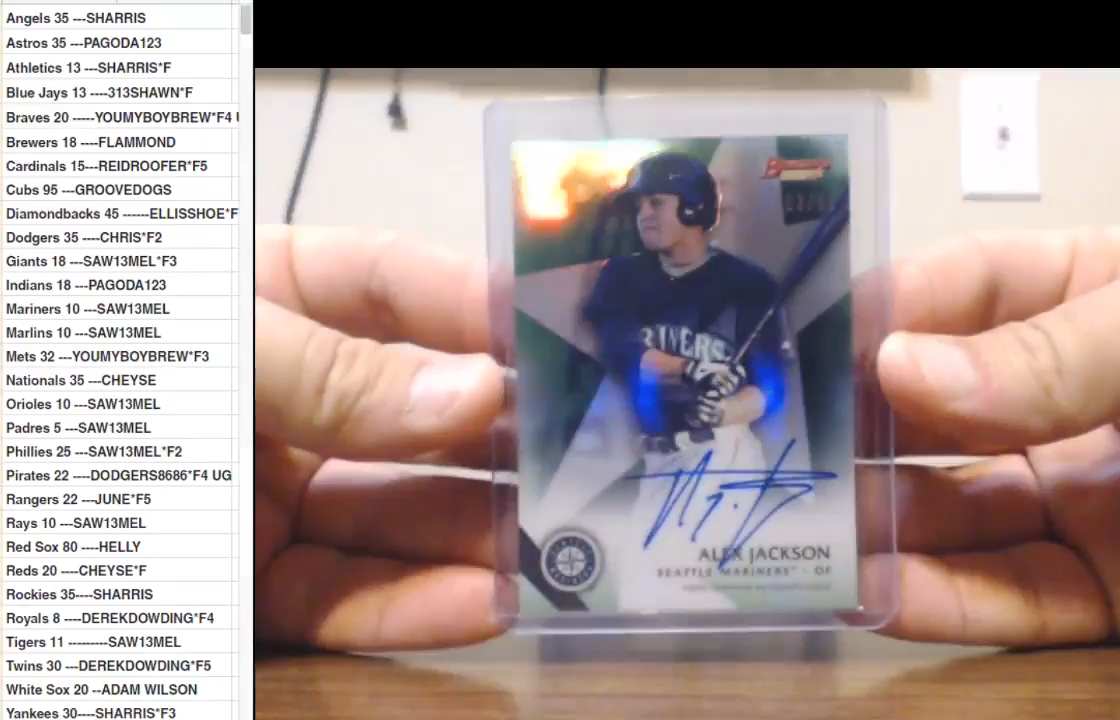 Angels 35 ---SHARRIS
Astros 35 ---PAGODA123
Athletics 13 ---SHARRIS*F
Blue Jays 13 ----313SHAWN*F
Braves 20 -----YOUMYBOYBREW*F4 U
Brewers 18 ----FLAMMOND
Cardinals 15---REIDROOFER*F5
Cubs 95 ---GROOVEDOGS
Diamondbacks 45 ------ELLISSHOE*F
Dodgers 35 ----CHRIS*F2
Giants 18 ----SAW13MEL*F3
Indians 18 ----PAGODA123
Mariners 10 ----SAW13MEL
Marlins 10 ---SAW13MEL
Mets 32 ---YOUMYBOYBREW*F3
Nationals 35 ---CHEYSE
Orioles 10 ---SAW13MEL
Padres 5 ---SAW13MEL
Phillies 25 ----SAW13MEL*F2
Pirates 22 ----DODGERS8686*F4 UG
Rangers 22 ---JUNE*F5
Rays 10 ---SAW13MEL
Red Sox 80 ----HELLY
Reds 20 ----CHEYSE*F
Rockies 35----SHARRIS
Royals 8 ----DEREKDOWDING*F4
Tigers 11 ---------SAW13MEL
Twins 30 ---DEREKDOWDING*F5
White Sox 20 --ADAM WILSON
Yankees 30----SHARRIS*F3
Bowman's
RINERS
ALEX JACKSON
SEATTLE MARINERS™ - OF